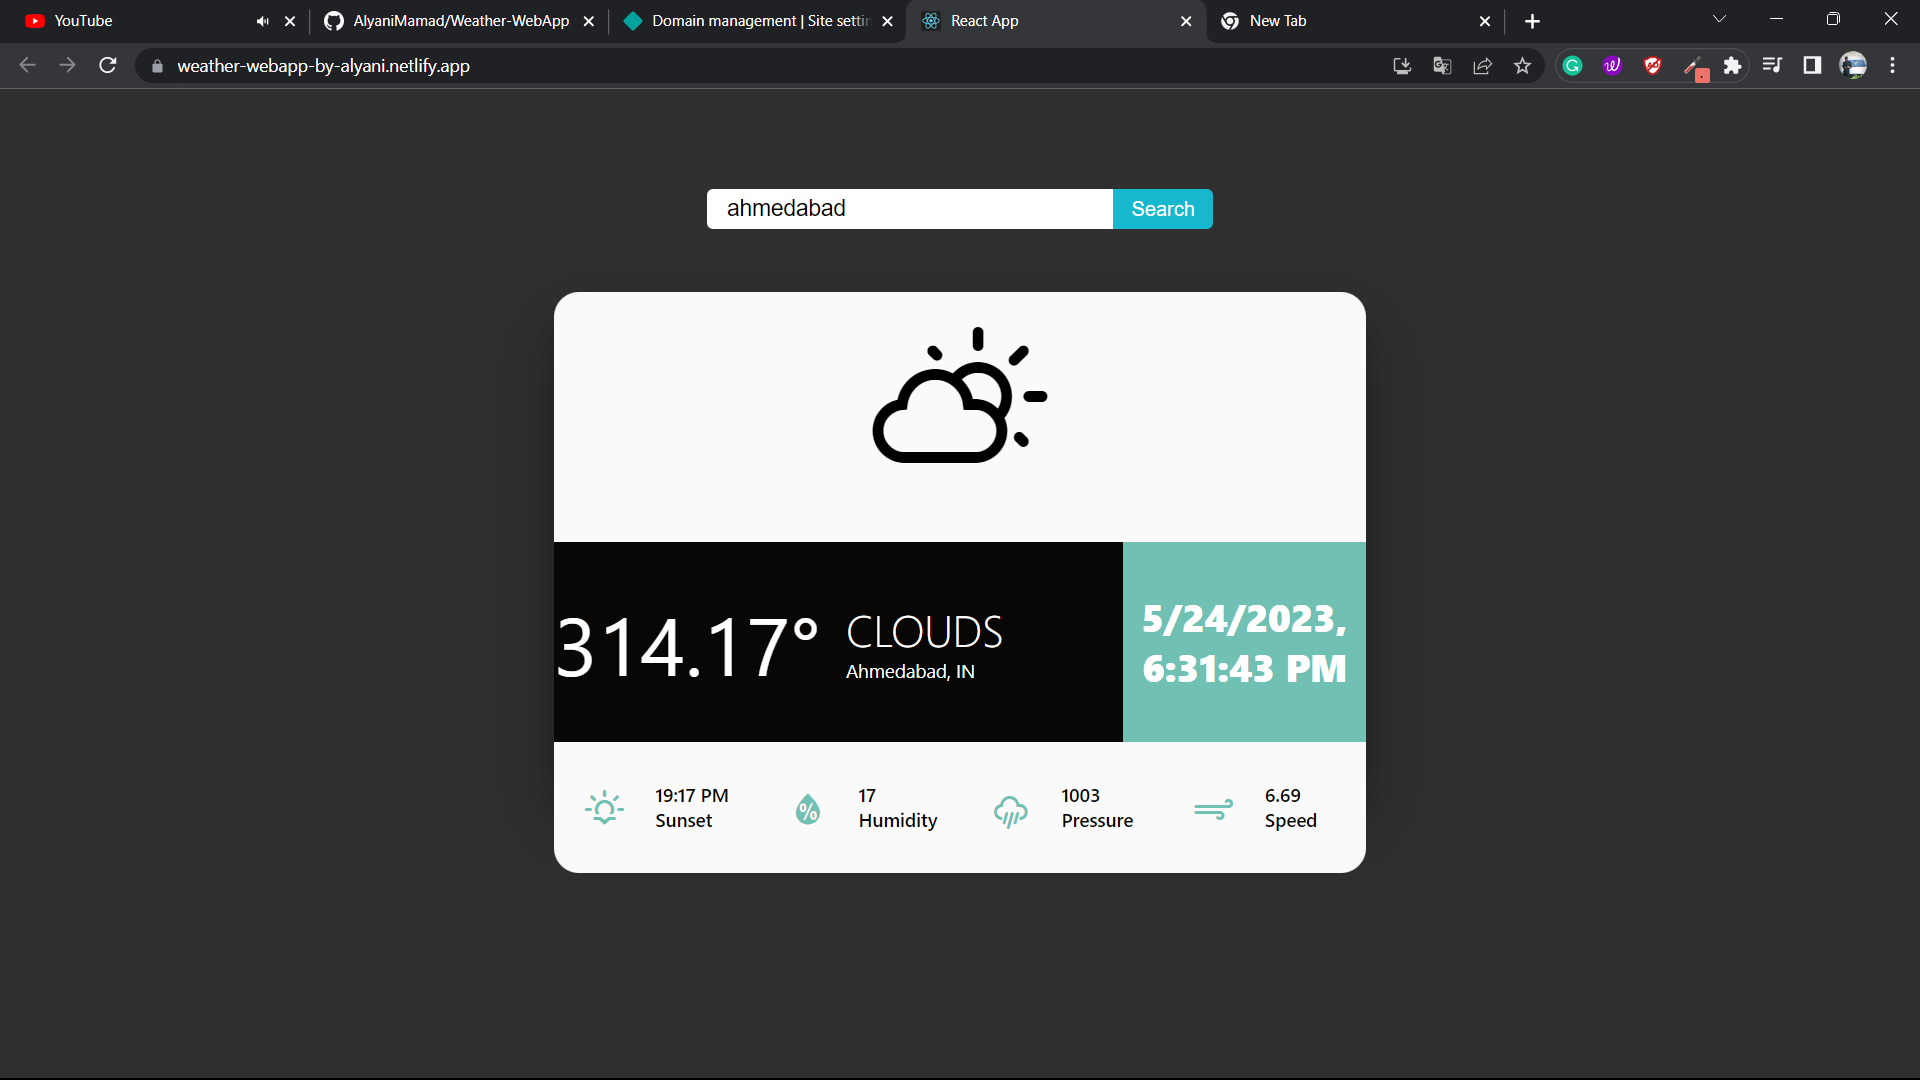 YouTube
AlyaniMamad/Weather-WebApp
Domain management | Site settin
React App
New Tab
weather-webapp-by-alyani.netlify.app
ahmedabad
Search
314.17°
CLOUDS
Ahmedabad, IN
5/24/2023,
6:31:43 PM
19:17 PM
Sunset
%
17
Humidity
1003
Pressure
6.69
Speed